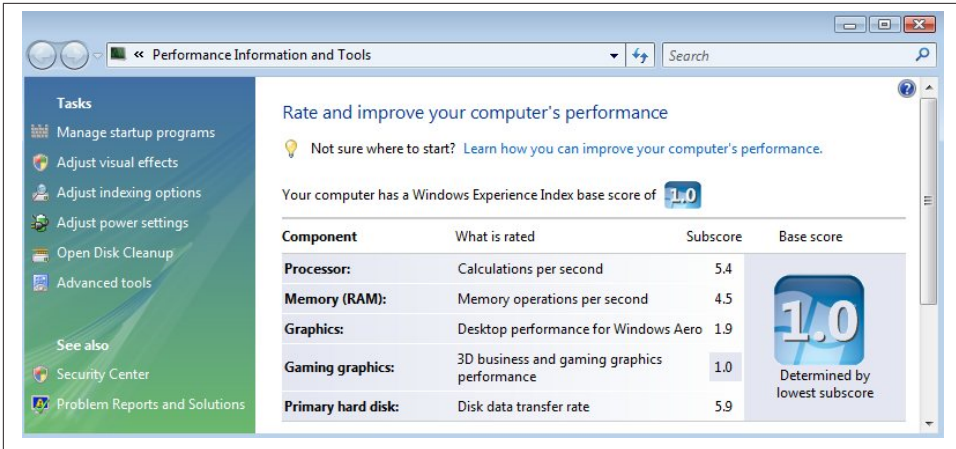 « Performance Information and Tools
Search
Tasks
Manage startup programs
Adjust visual effects
Adjust indexing options
Adjust power settings
Open Disk Cleanup
Advanced tools
See also
Security Center
Problem Reports and Solutions
Rate and improve your computer's performance
Not sure where to start? Learn how you can improve your computer's performance.
Your computer has a Windows Experience Index base score of 1.0
Component What is rated Subscore Base score
Processor: Calculations per second 5.4
Memory (RAM): Memory operations per second 4.5
Graphics: Desktop performance for Windows Aero 1.9
Gaming graphics: 3D business and gaming graphics
performance 1.0
Primary hard disk: Disk data transfer rate 5.9
1.0
Determined by
lowest subscore